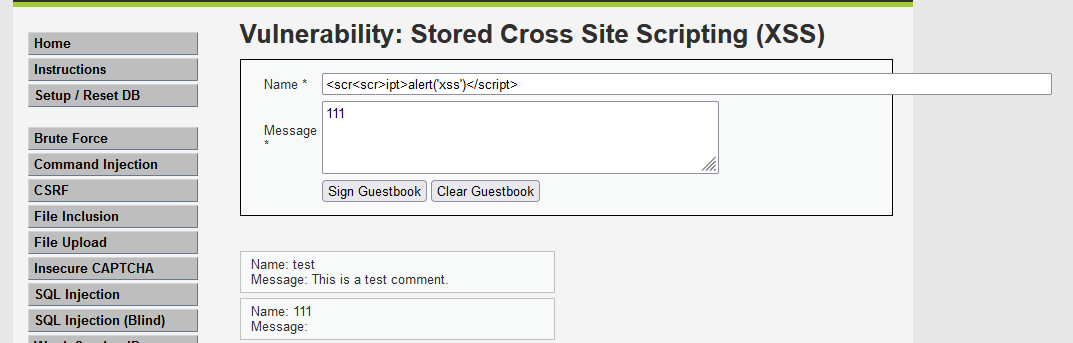 Vulnerability: Stored Cross Site Scripting (XSS)
Home
Instructions
Setup / Reset DB
Brute Force
Command Injection
CSRF
File Inclusion
File Upload
Insecure CAPTCHA
SQL Injection
SQL Injection (Blind)
Name *
<scr<scr>ipt>alert('xss')</script>
Message
*
111
Sign Guestbook
Clear Guestbook
Name: test
Message: This is a test comment.
Name: 111
Message: